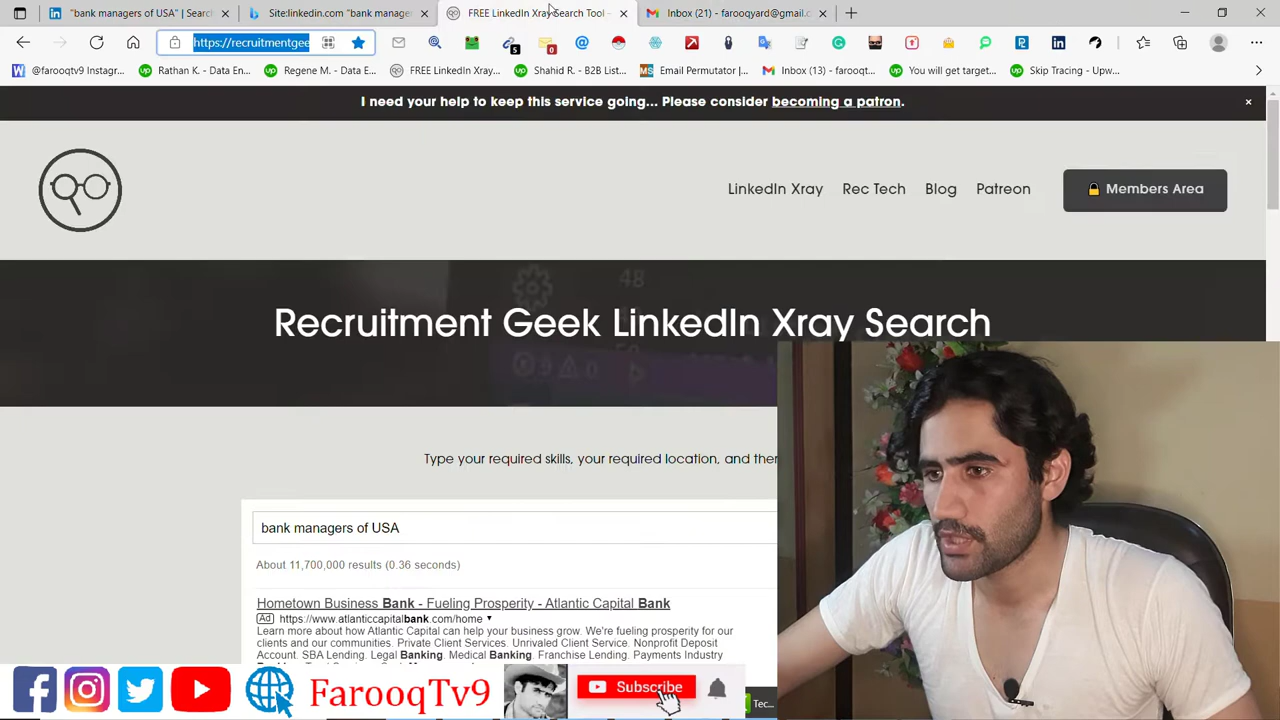 "bank managers of USA" | Searc
Site:linkedin.com "bank manage
FREE LinkedIn Xray Search Tool -
Inbox (21) - farooqyard@gmail.c
https://recruitmentgee
5
0
@farooqtv9 Instagr...
Rathan K. - Data En...
Regene M. - Data E...
FREE LinkedIn Xray...
Shahid R. - B2B List...
Email Permutator |...
Inbox (13) - farooqt...
You will get target...
Skip Tracing - Upw...
I need your help to keep this service going... Please consider becoming a patron.
LinkedIn Xray
Rec Tech
Blog
Patreon
Members Area
48
Recruitment Geek LinkedIn Xray Search
Type your required skills, your required location, and then
bank managers of USA
About 11,700,000 results (0.36 seconds)
Hometown Business Bank - Fueling Prosperity - Atlantic Capital Bank
Ad https://www.atlanticcapitalbank.com/home
Learn more about how Atlantic Capital can help your business grow. We're fueling prosperity for our
clients and our communities. Private Client Services. Unrivaled Client Service. Nonprofit Deposit
Account. SBA Lending. Legal Banking. Medical Banking. Franchise Lending. Payments Industry
FarooqTv9
Subscribe
Tec...